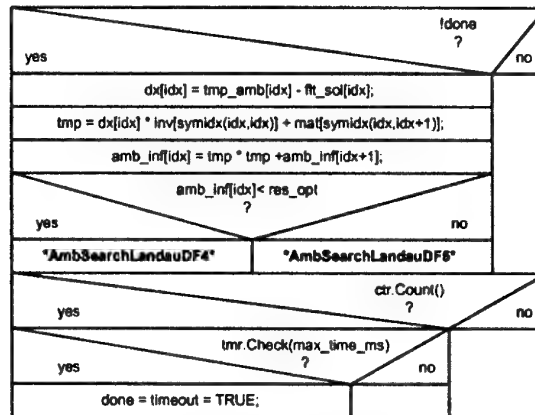 !done
?
yes
no
dx[idx] = tmp_amb[idx] - flt_sol[idx];
tmp = dx[idx] * inv[symidx(idx,idx)] + mat[symidx(idx,idx+1)];
amb_inf[idx] = tmp * tmp +amb_inf[idx+1];
amb_inf[idx]< res_opt
?
yes
no
"AmbSearchLandauDF4" "AmbSearchLandauDF6"
ctr.Count()
?
yes
no
tmr.Check(max_time_ms)
?
yes
no
done = timeout = TRUE;